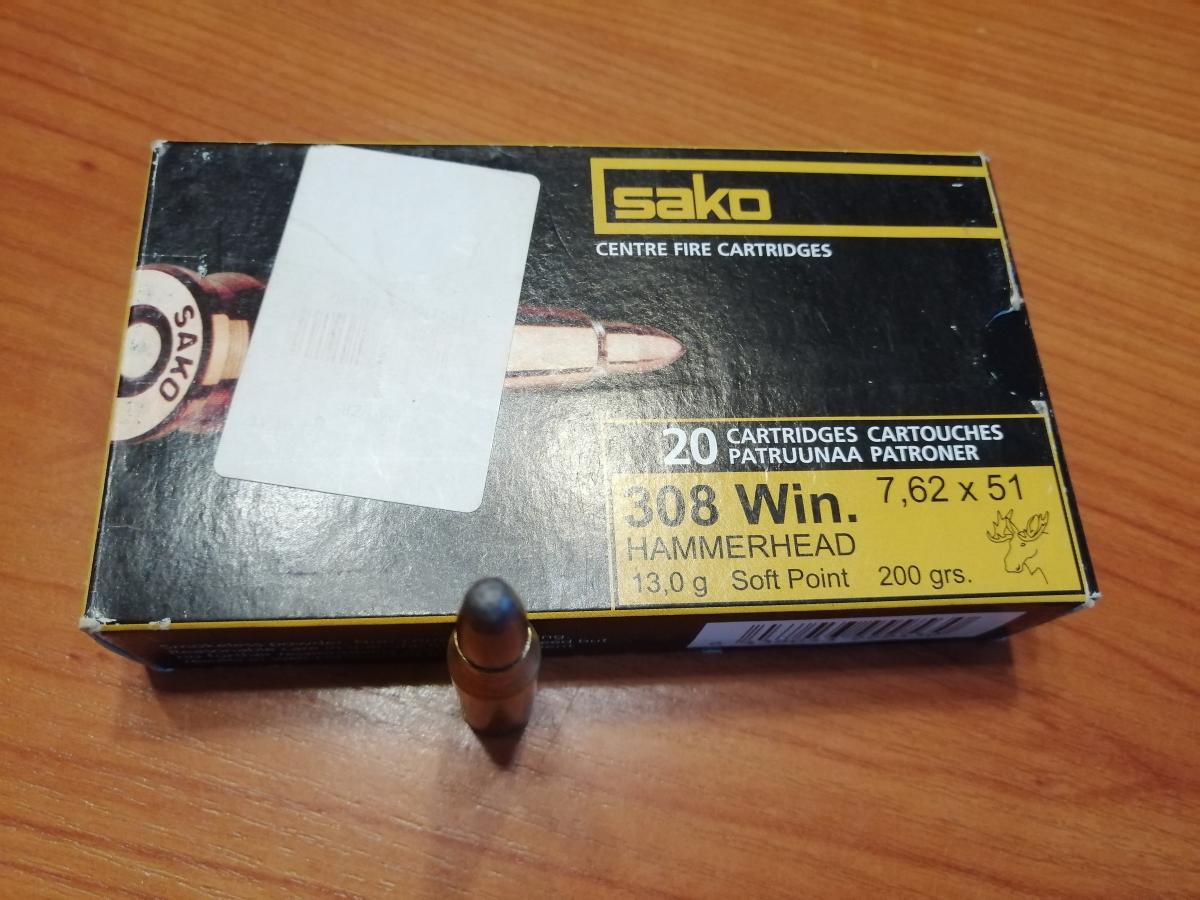 sako
CENTRE FIRE CARTRIDGES
SAKO
20 CARTRIDGES CARTOUCHES
PATRUUNAA PATRONER
308 Win. 7,62 x 51
HAMMERHEAD
13,0 g Soft Point 200 grs.
but